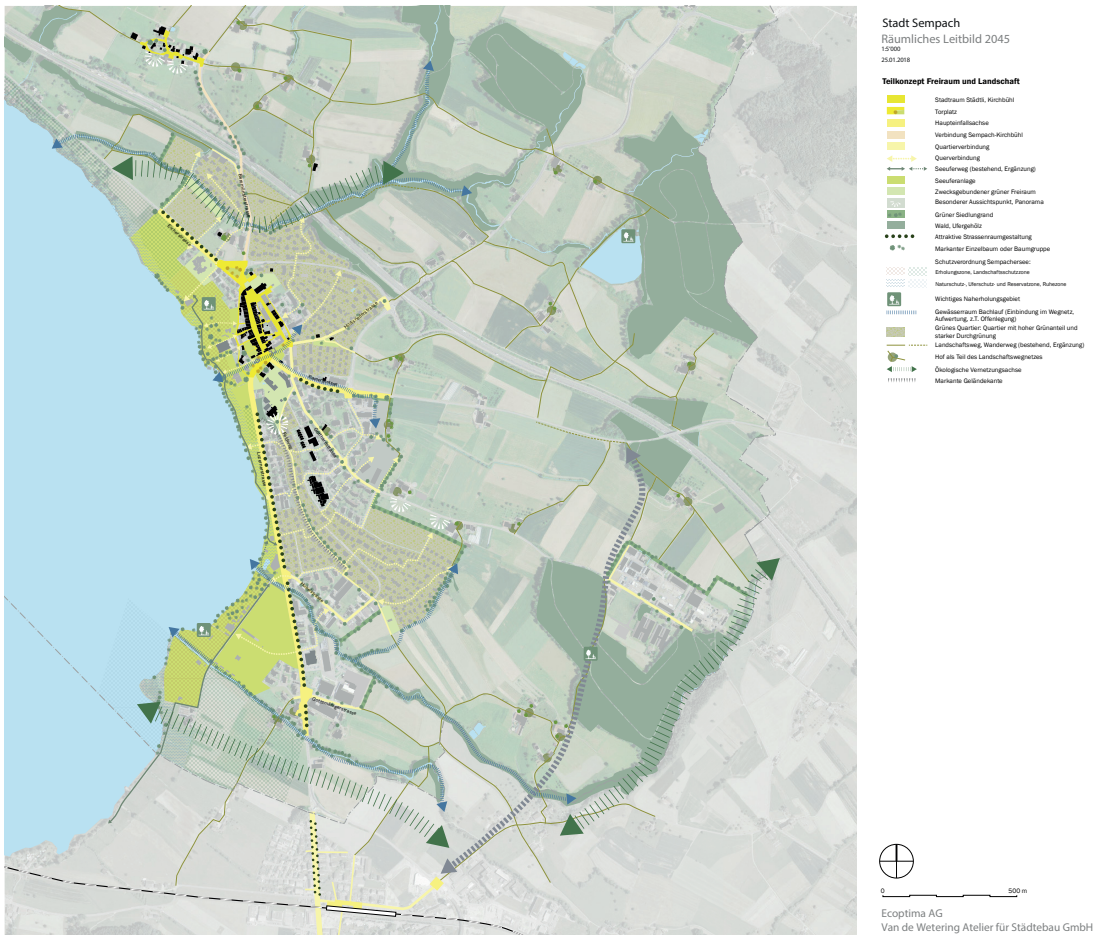 Stadt Sempach
Räumliches Leitbild 2045
1:5'000
25.01.2018
Teilkonzept Freiraum und Landschaft
Stadtraum Städtli, Kirchbühl
Torplatz
Haupteinfallsachse
Verbindung Sempach-Kirchbühl
Quartierverbindung
Querverbindung
Seeuferweg (bestehend, Ergänzung)
Seeuferanlage
Zwecksgebundener grüner Freiraum
Besonderer Aussichtspunkt, Panorama
Grüner Siedlungrand
Wald, Ufergehölz
Attraktive Strassenraumgestaltung
Markanter Einzelbaum oder Baumgruppe
Schutzverordnung Sempachersee:
Erholungszone, Landschaftsschutzzone
Naturschutz-, Uferschutz- und Reservatzone, Ruhezone
Wichtiges Naherholungsgebiet
Gewässerraum Bachlauf (Einbindung im Wegnetz,
Aufwertung, z.T. Offenlegung)
Grünes Quartier: Quartier mit hoher Grünanteil und
starker Durchgrünung
Landschaftsweg, Wanderweg (bestehend, Ergänzung)
Hof als Teil des Landschaftswegnetzes
Ökologische Vernetzungsachse
Markante Geländekante
0 500 m
Ecoptima AG
Van de Wetering Atelier für Städtebau GmbH